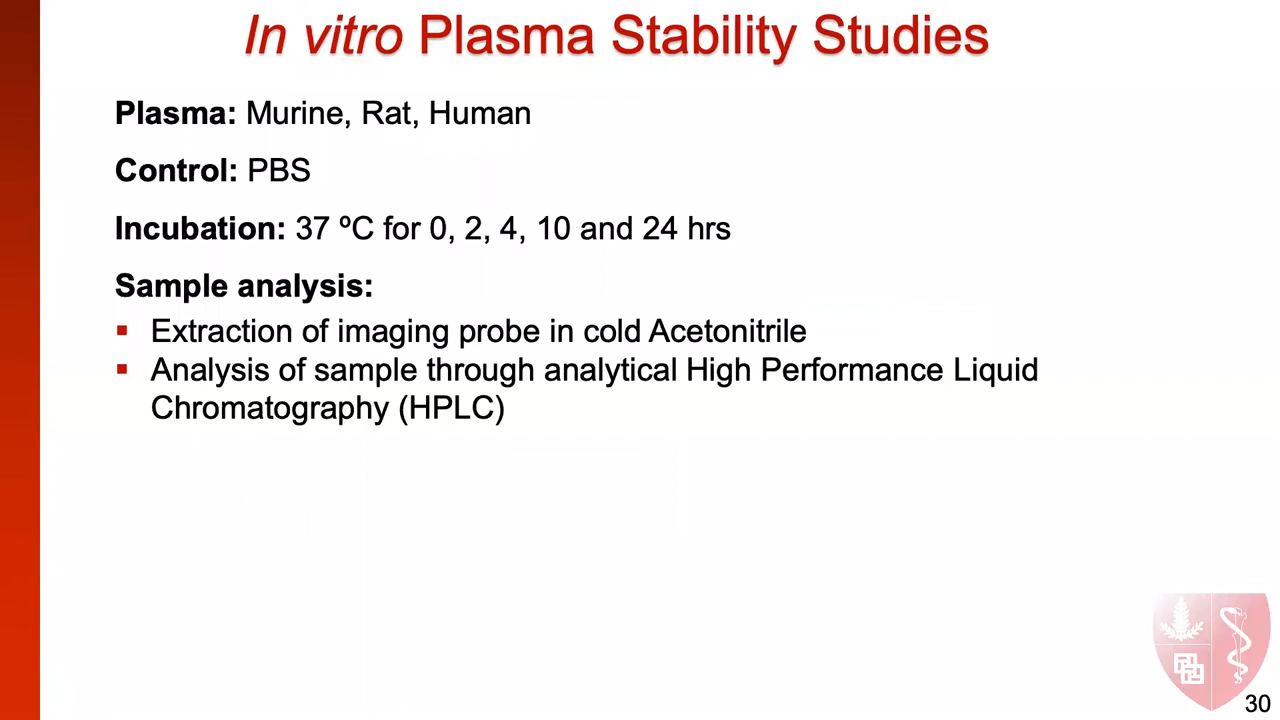 In vitro Plasma Stability Studies
Plasma: Murine, Rat, Human
Control: PBS
Incubation: 37 ºC for 0, 2, 4, 10 and 24 hrs
Sample analysis:
▪ Extraction of imaging probe in cold Acetonitrile
▪ Analysis of sample through analytical High Performance Liquid
Chromatography (HPLC)
30